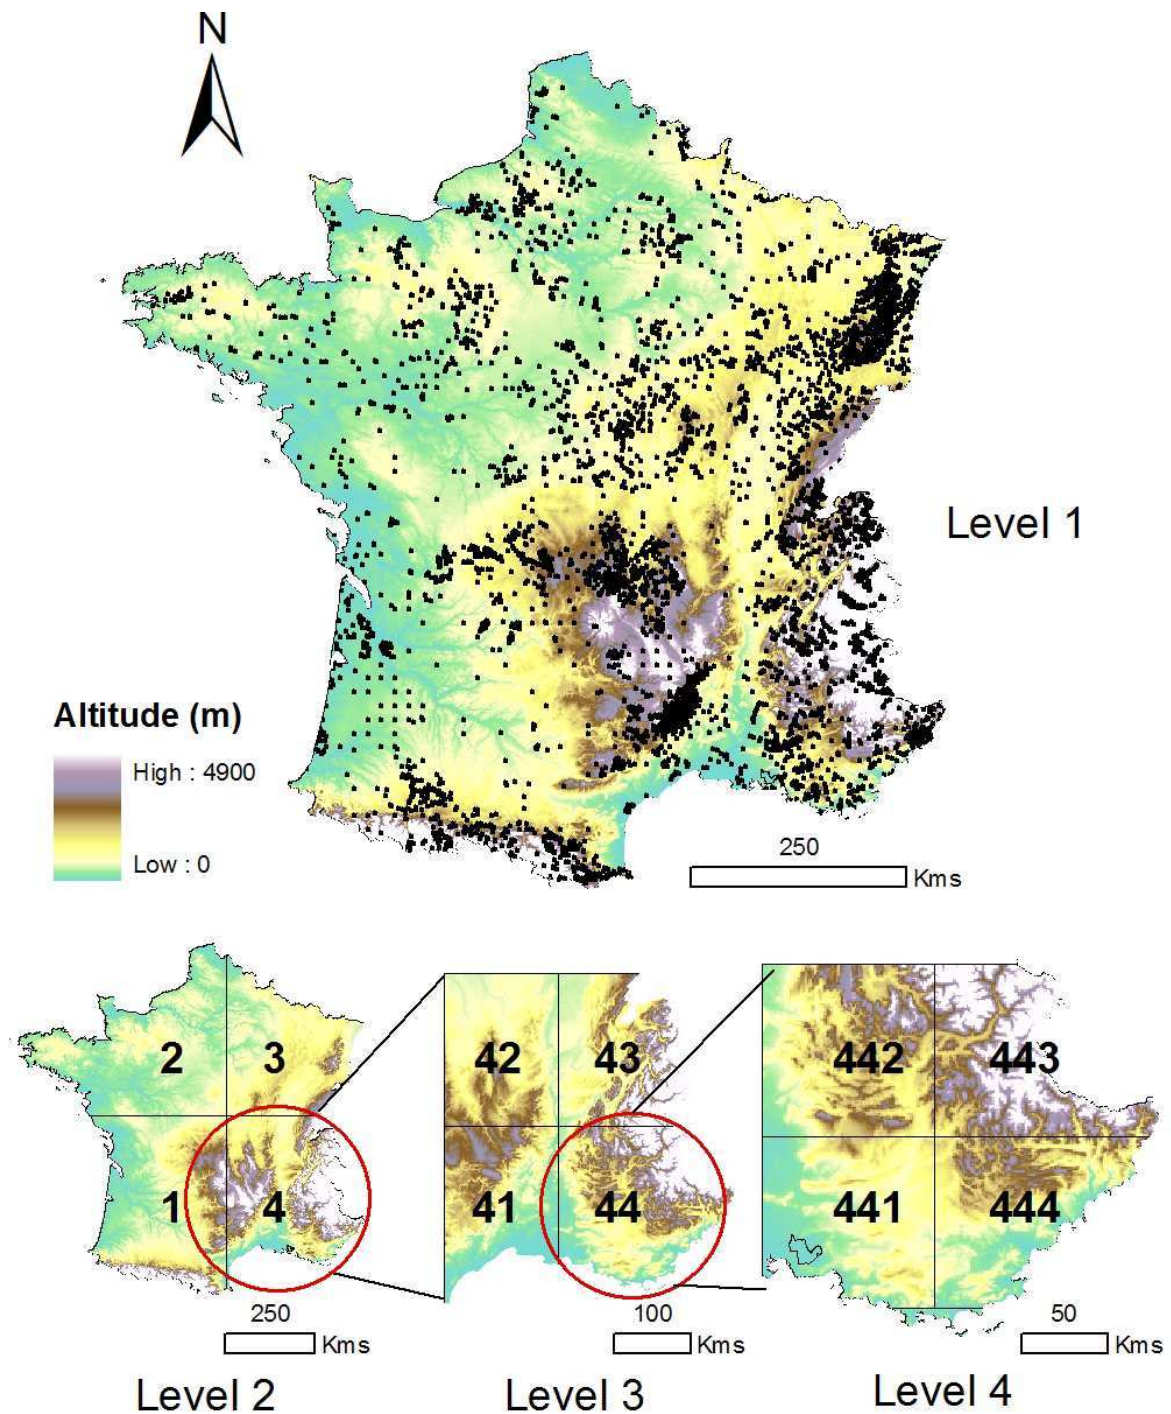 N
Level 1
Altitude (m)
High : 4900
Low : 0
250
Kms
2 3
1 4
250
Kms
Level 2
42 43
41 44
100
Kms
Level 3
442 443
441 444
50
Kms
Level 4